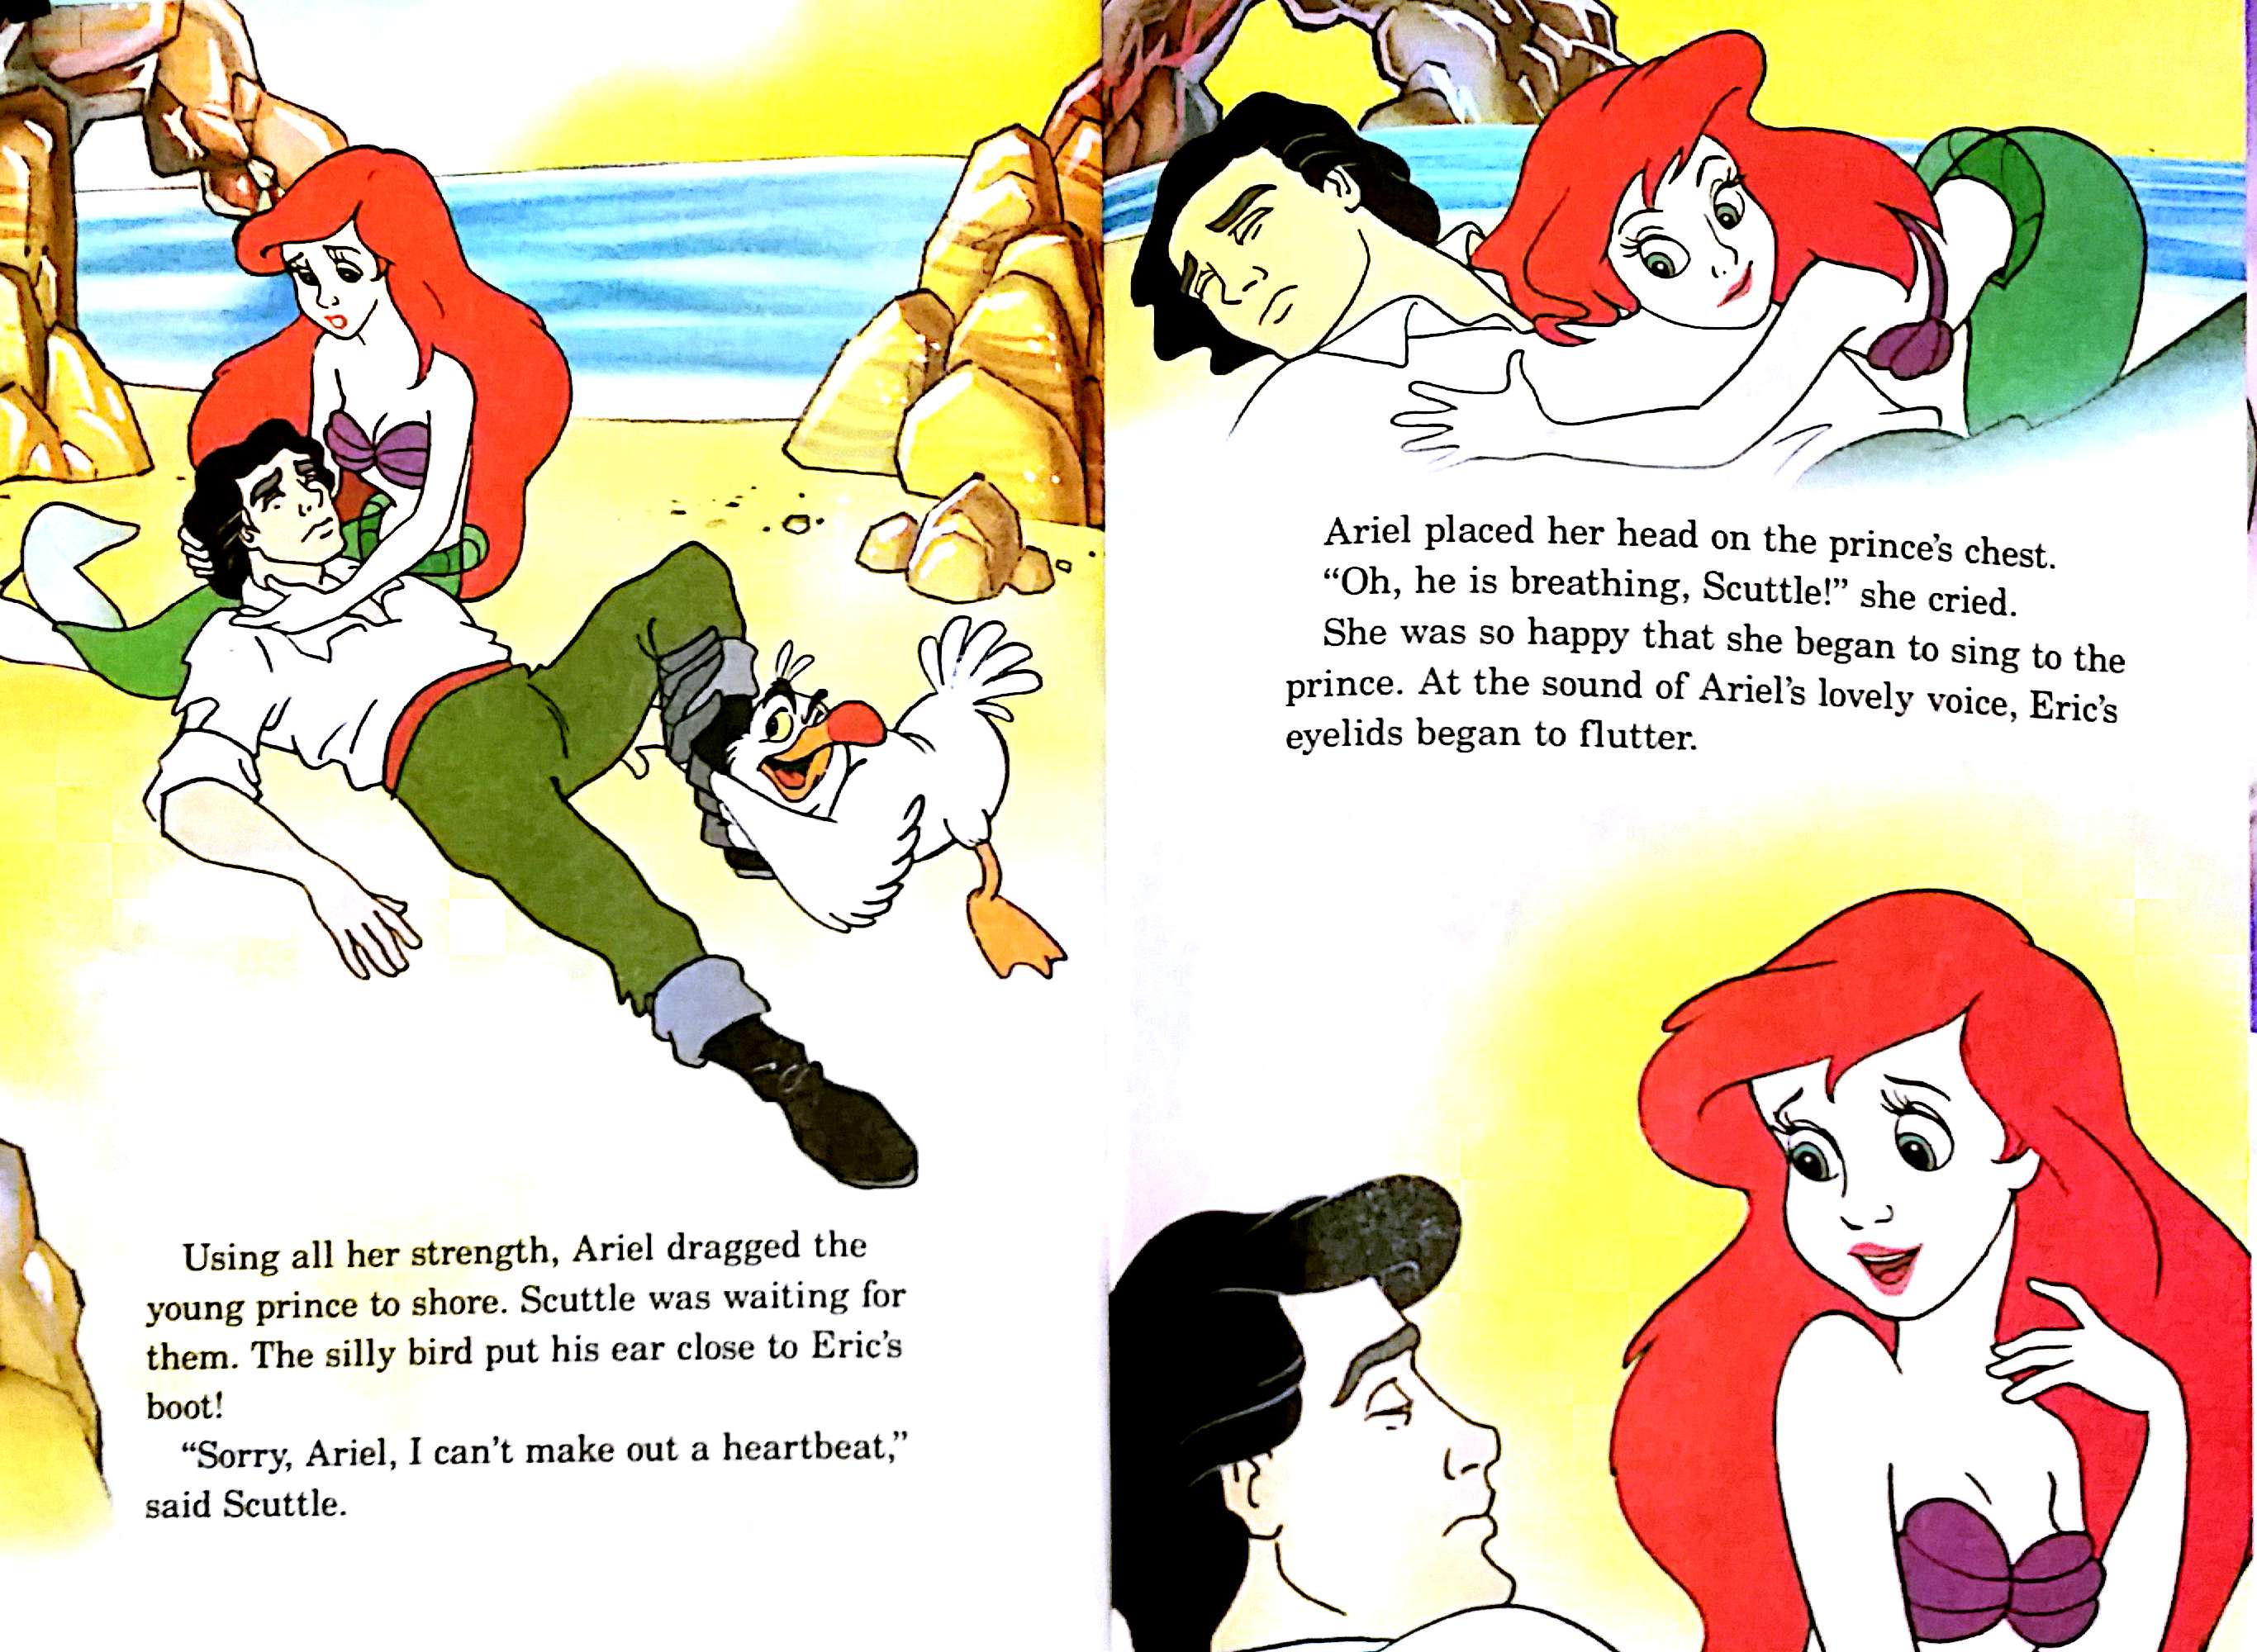 Using all her strength, Ariel dragged the
young prince to shore. Scuttle was waiting for
them. The silly bird put his ear close to Eric's
boot!
“Sorry, Ariel, I can't make out a heartbeat,”
said Scuttle.
Ariel placed her head on the prince's chest.
“Oh, he is breathing, Scuttle!” she cried.
She was so happy that she began to sing to the
prince. At the sound of Ariel's lovely voice, Eric's
eyelids began to flutter.